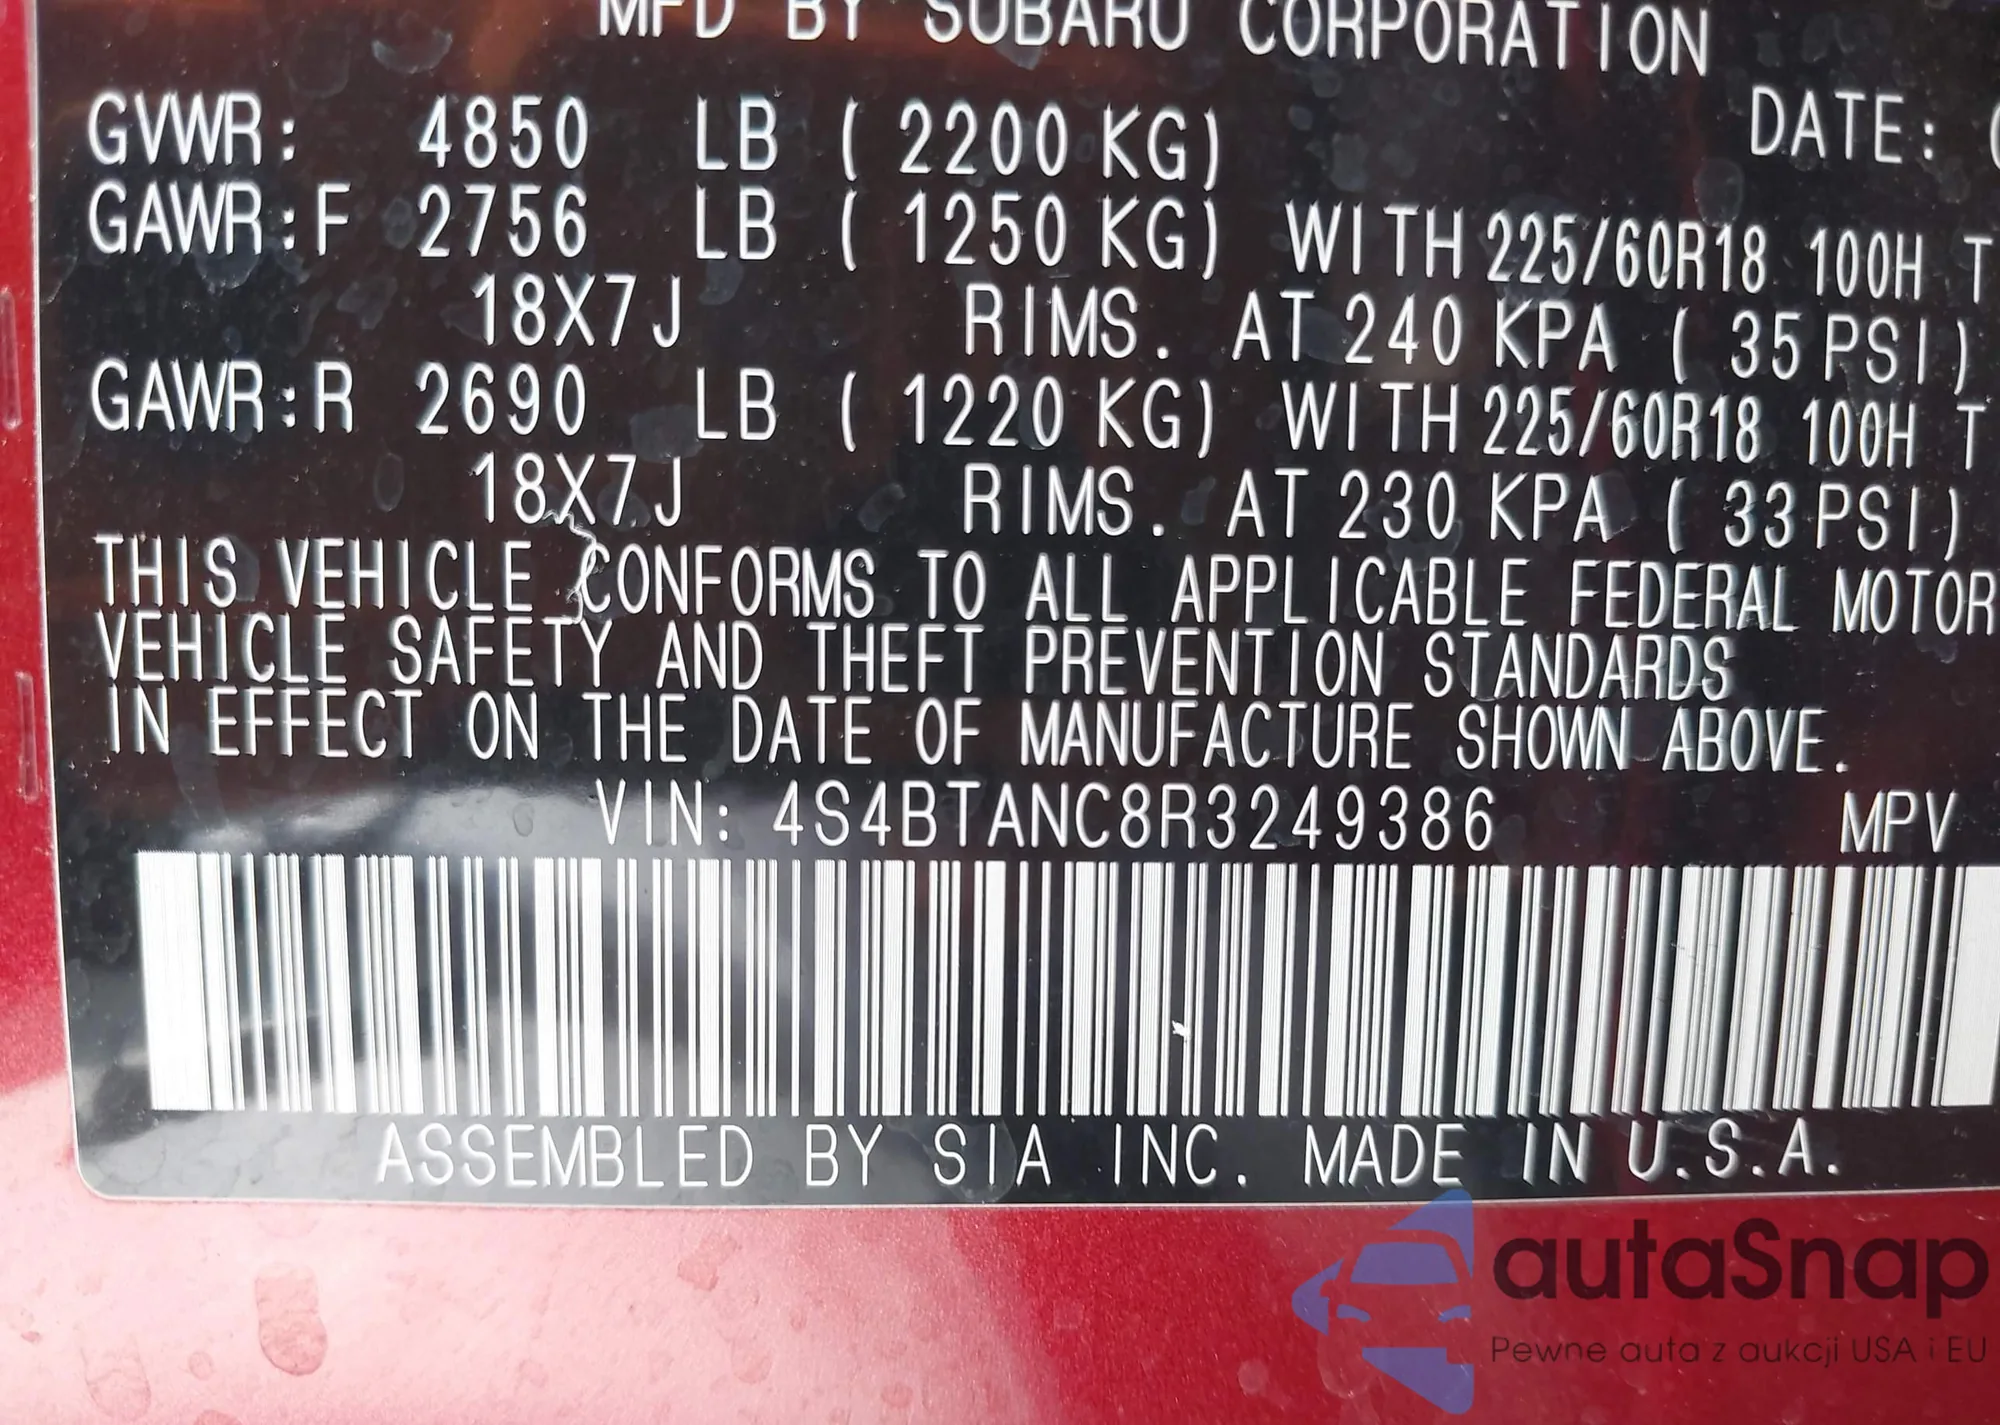 MFD BY SUBARU CORPORATION
DATE:
GVWR: 4850 LB ( 2200 KG)
GAWR:F 2756 LB ( 1250 KG) WITH 225/60R18 100H T
18X7J RIMS. AT 240 KPA ( 35 PSI)
GAWR:R 2690 LB ( 1220 KG) WITH 225/60R18 100H T
18X7J RIMS. AT 230 KPA ( 33 PSI)
THIS VEHICLE CONFORMS TO ALL APPLICABLE FEDERAL MOTOR
VEHICLE SAFETY AND THEFT PREVENTION STANDARDS
IN EFFECT ON THE DATE OF MANUFACTURE SHOWN ABOVE.
VIN: 4S4BTANC8R3249386 MPV
ASSEMBLED BY SIA INC. MADE IN U.S.A.
autaSnap
Pewne auta z aukcji USA i EU